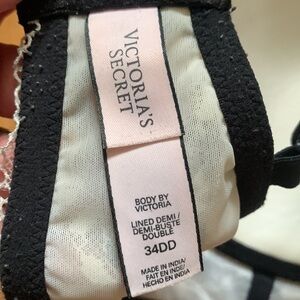 VICTORIA'S
SECRET
BODY BY
VICTORIA
LINED DEMI/
DEMI-BUSTE
DOUBLE
34DD
MADE IN INDIA/
FAIT EN INDE/
HECHO EN INDIA